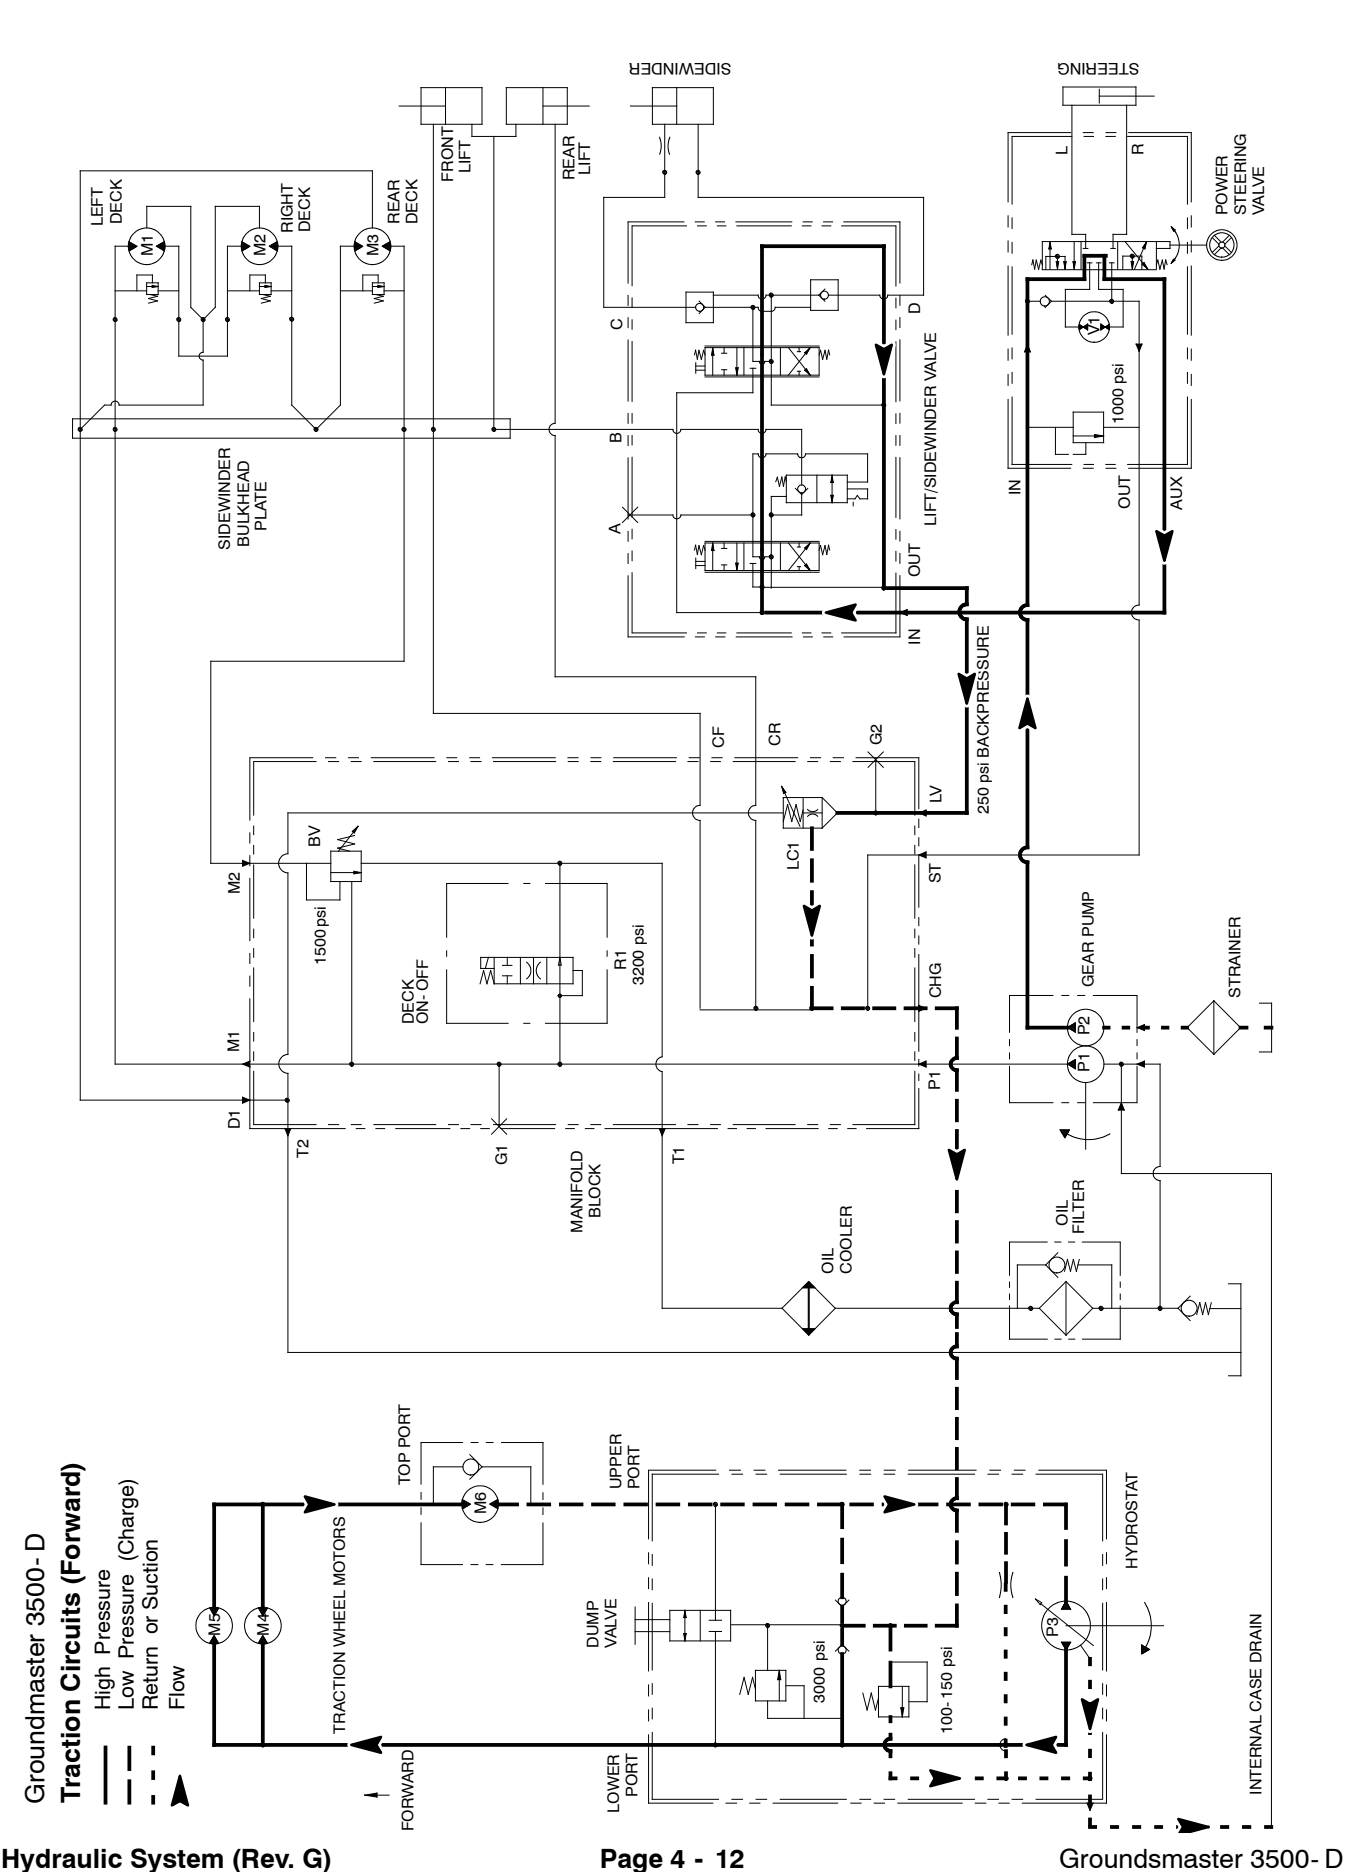 Groundmaster 3500- D
Traction Circuits (Forward)
High Pressure
Low Pressure (Charge)
Return or Suction
Flow
FORWARD
TRACTION WHEEL MOTORS
M5
M4
TOP PORT
M6
UPPER
PORT
LOWER
PORT
DUMP
VALVE
3000 psi
100- 150 psi
P3
HYDROSTAT
INTERNAL CASE DRAIN
OIL
COOLER
OIL
FILTER
MANIFOLD
BLOCK
T2
D1
G1
T1
M1
M2
P1
CHG
ST
LV
G2
CF
CR
BV
1500 psi
DECK
ON- OFF
R1
3200 psi
LC1
250 psi BACKPRESSURE
GEAR PUMP
P1
P2
STRAINER
SIDEWINDER
BULKHEAD
PLATE
LEFT
DECK
M1
RIGHT
DECK
M2
REAR
DECK
M3
FRONT
LIFT
REAR
LIFT
SIDEWINDER
A
B
C
D
IN
OUT
LIFT/SIDEWINDER VALVE
STEERING
L
R
POWER
STEERING
VALVE
V1
1000 psi
IN
OUT
AUX
Hydraulic System (Rev. G)
Page 4 - 12
Groundsmaster 3500- D